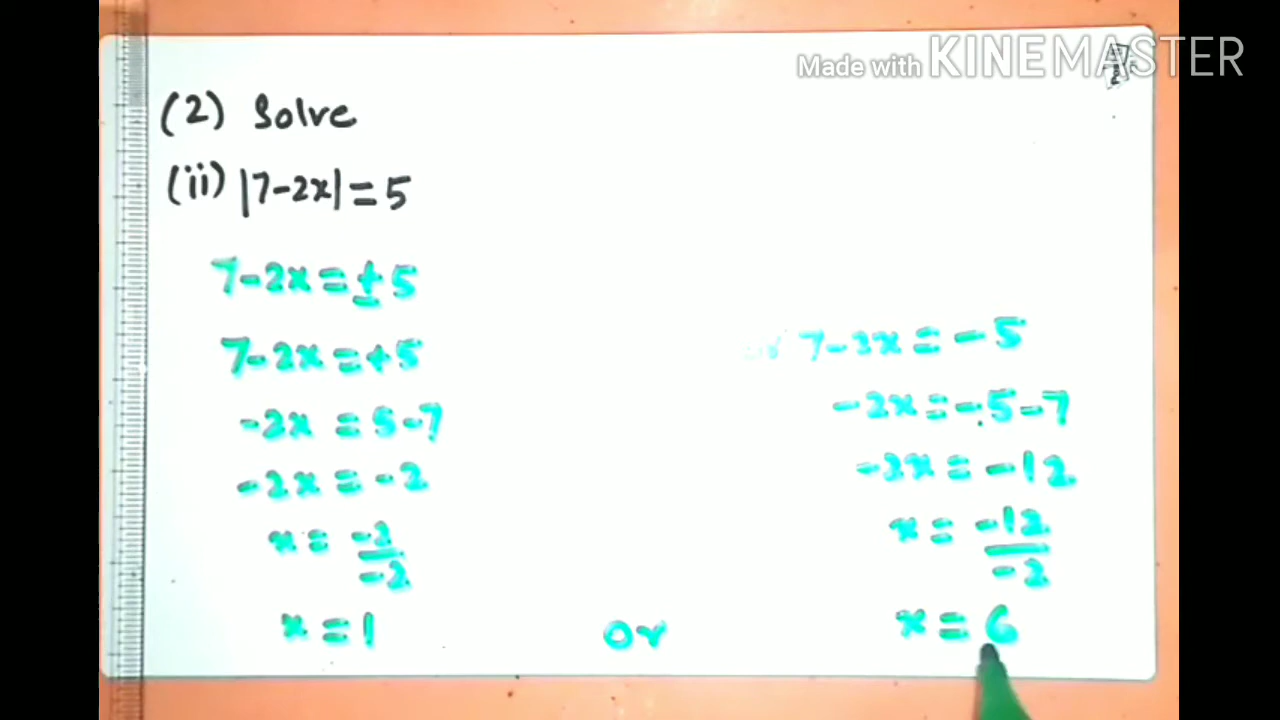 Made with KINEMASTER
(2) Solve
(ii) |7-2x| = 5
7-2x = ± 5
7-2x = +5
-2x = 5-7
-2x = -2
x = -2/-2
x = 1
or
or 7-2x = -5
-2x = -5-7
-2x = -12
x = -12/-2
x = 6